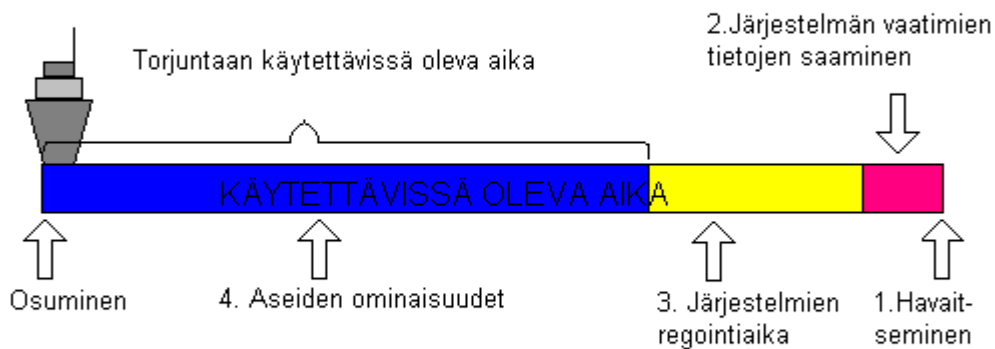 2.Järjestelmän vaatimien
tietojen saaminen
Torjuntaan käytettävissä oleva aika
KÄYTETTÄVISSÄ OLEVA AIKA
Osuminen
4. Aseiden ominaisuudet
3. Järjestelmien
regointiaika
1.Havait-
seminen